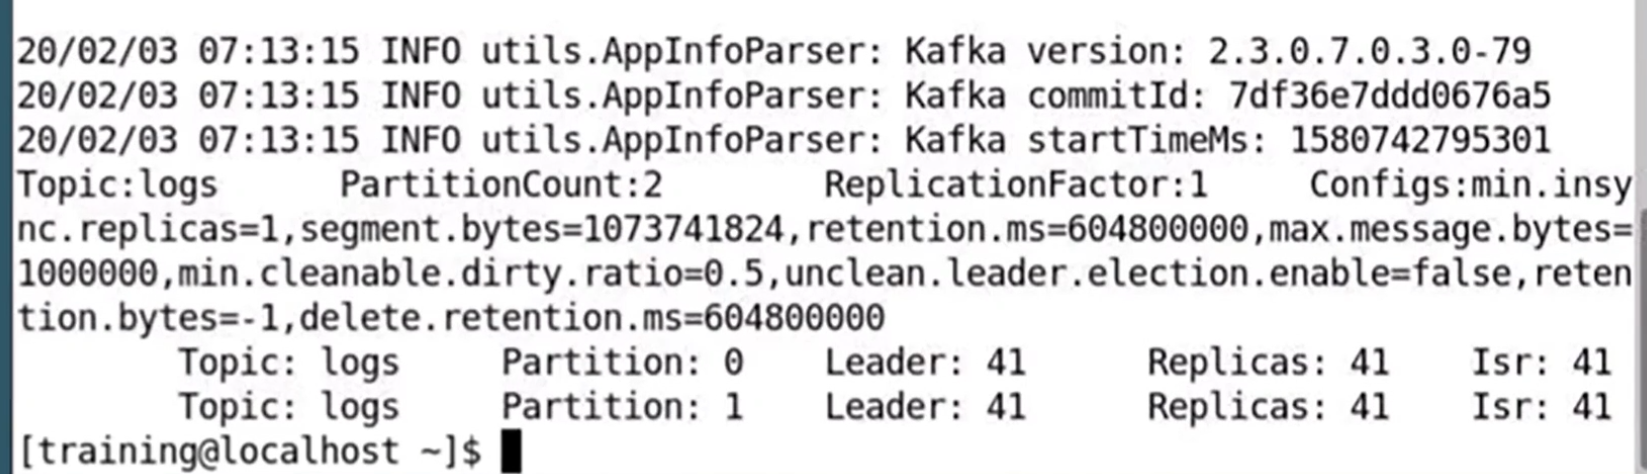 20/02/03 07:13:15 INFO utils.AppInfoParser: Kafka version: 2.3.0.7.0.3.0-79
20/02/03 07:13:15 INFO utils.AppInfoParser: Kafka commitId: 7df36e7ddd0676a5
20/02/03 07:13:15 INFO utils.AppInfoParser: Kafka startTimeMs: 1580742795301
Topic:logs PartitionCount:2 ReplicationFactor:1 Configs:min.insy
nc.replicas=1,segment.bytes=1073741824,retention.ms=604800000,max.message.bytes=
1000000,min.cleanable.dirty.ratio=0.5,unclean.leader.election.enable=false,reten
tion.bytes=-1,delete.retention.ms=604800000
Topic: logs Partition: 0 Leader: 41 Replicas: 41 Isr: 41
Topic: logs Partition: 1 Leader: 41 Replicas: 41 Isr: 41
[training@localhost ~]$